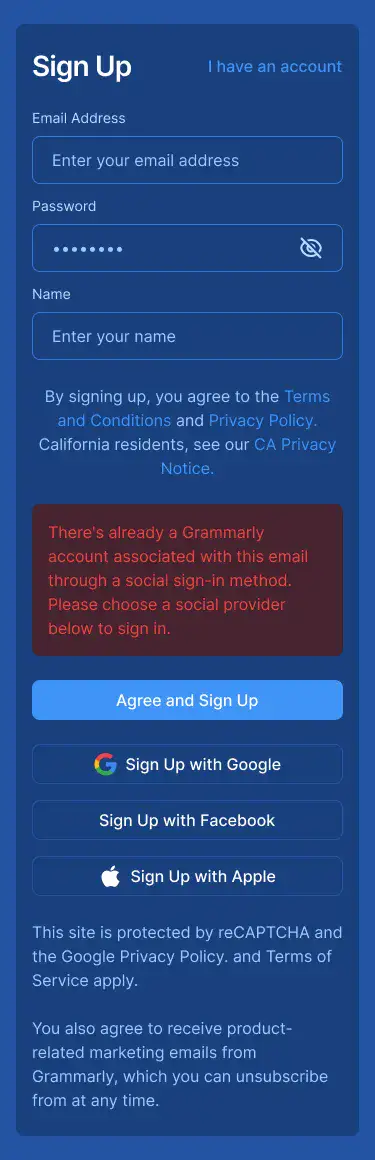 Sign Up
I have an account
Email Address
Enter your email address
Password
••••••••
Name
Enter your name
By signing up, you agree to the Terms
and Conditions and Privacy Policy.
California residents, see our CA Privacy
Notice.
There's already a Grammarly
account associated with this email
through a social sign-in method.
Please choose a social provider
below to sign in.
Agree and Sign Up
Sign Up with Google
Sign Up with Facebook
Sign Up with Apple
This site is protected by reCAPTCHA and
the Google Privacy Policy. and Terms of
Service apply.
You also agree to receive product-
related marketing emails from
Grammarly, which you can unsubscribe
from at any time.